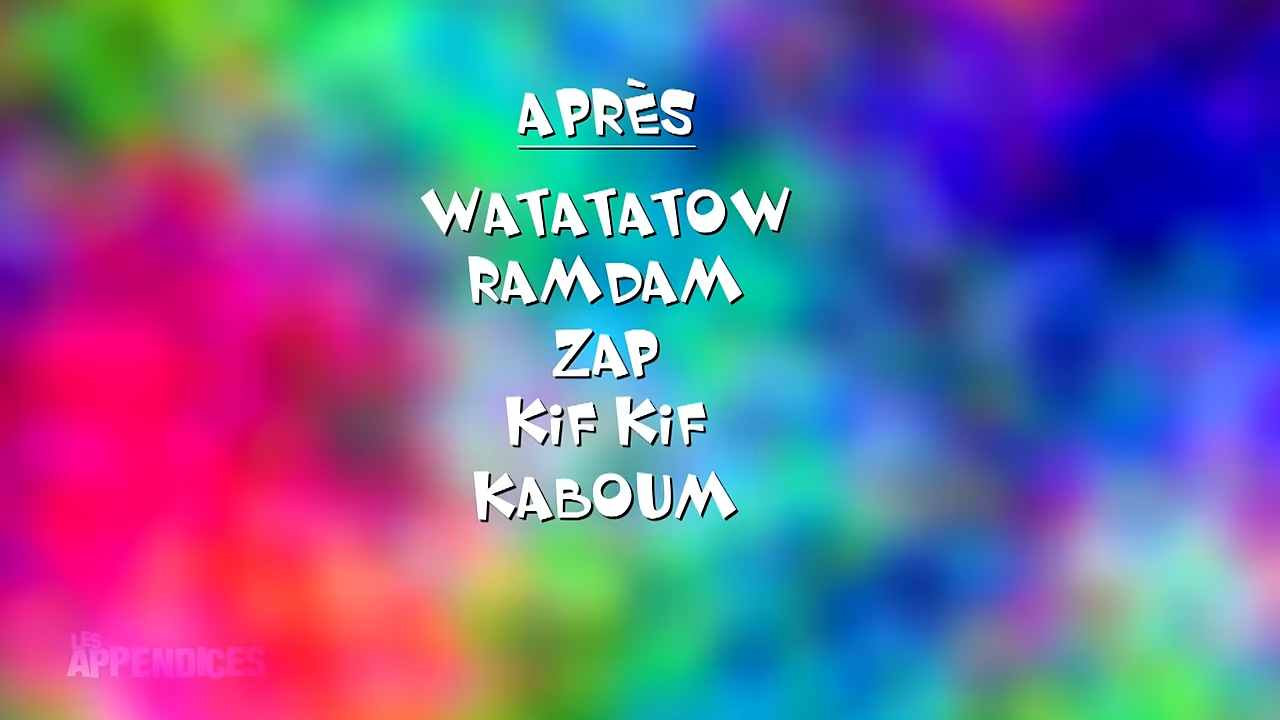 APRÈS
WATATATOW
RAMDAM
ZAP
KiF KiF
KABOUM
LES
APPENDICES